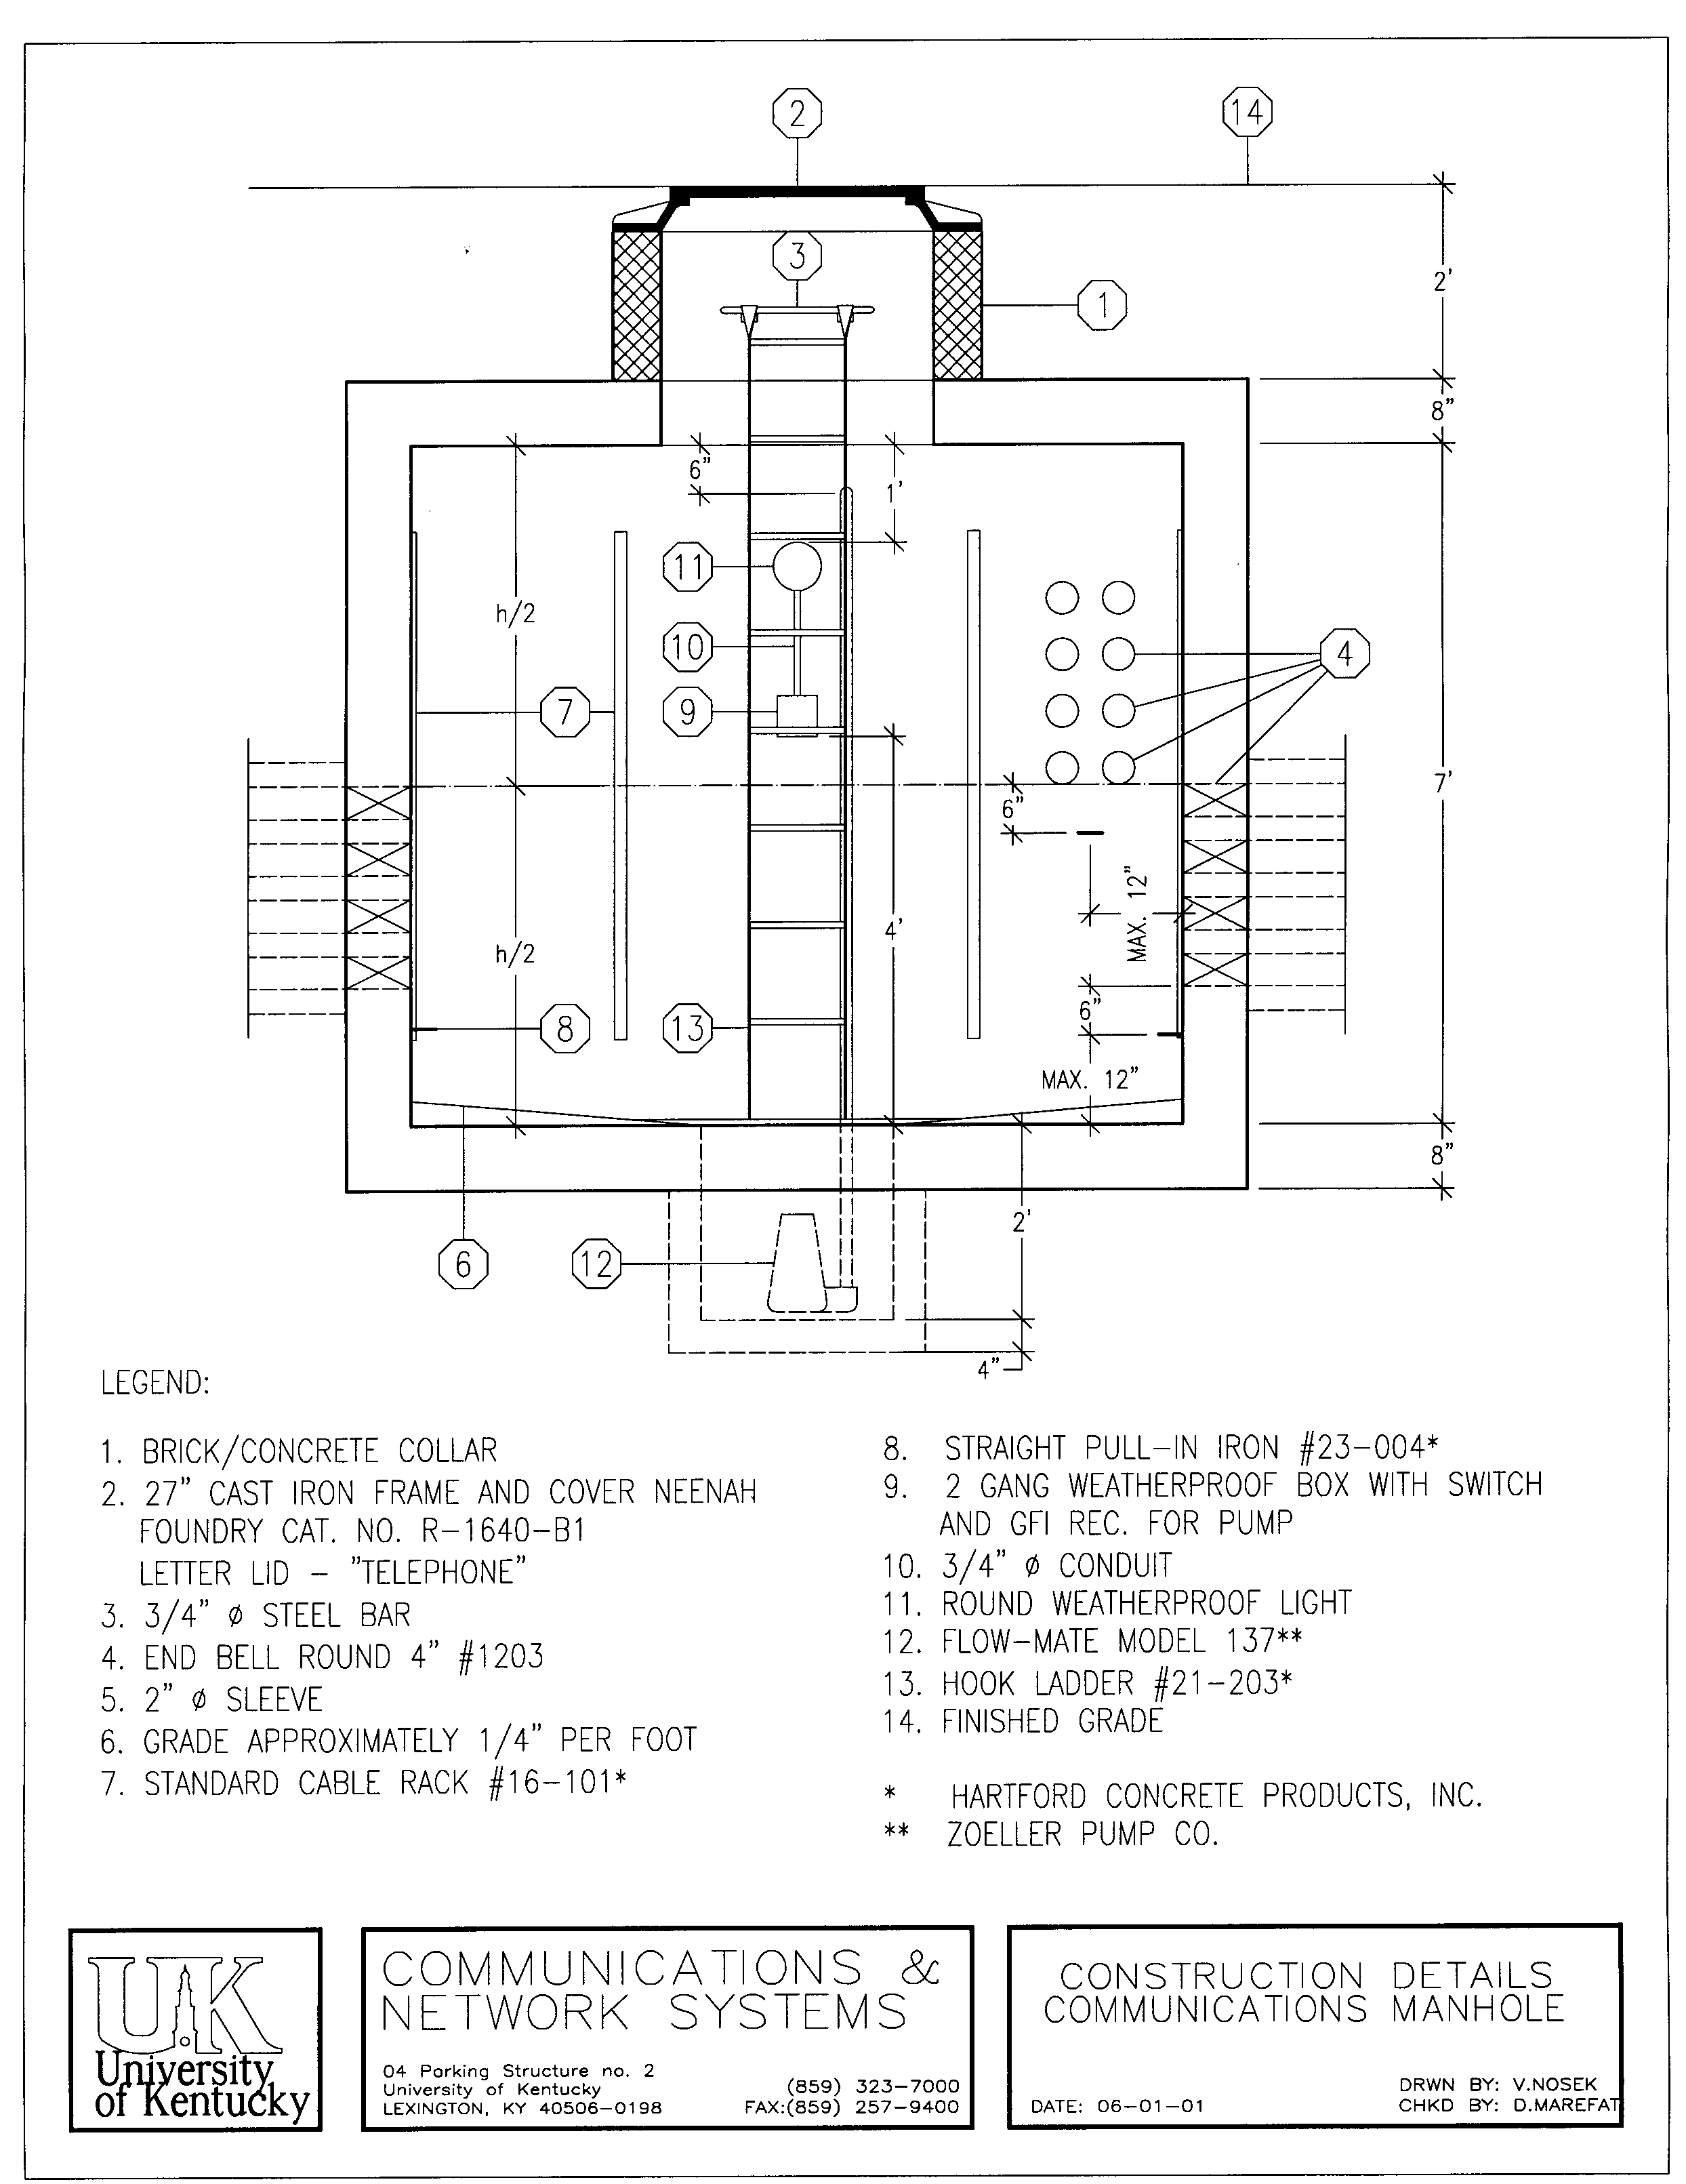 2
14
3
1
2'
8"
6"
1'
11
h/2
10
4
7
9
7'
6"
MAX. 12"
4'
h/2
6"
8
13
MAX. 12"
8"
2'
6
12
4"
LEGEND:
1. BRICK/CONCRETE COLLAR
2. 27" CAST IRON FRAME AND COVER NEENAH
FOUNDRY CAT. NO. R-1640-B1
LETTER LID - "TELEPHONE"
3. 3/4" ø STEEL BAR
4. END BELL ROUND 4" #1203
5. 2" ø SLEEVE
6. GRADE APPROXIMATELY 1/4" PER FOOT
7. STANDARD CABLE RACK #16-101*
8. STRAIGHT PULL-IN IRON #23-004*
9. 2 GANG WEATHERPROOF BOX WITH SWITCH
AND GFI REC. FOR PUMP
10. 3/4" ø CONDUIT
11. ROUND WEATHERPROOF LIGHT
12. FLOW-MATE MODEL 137**
13. HOOK LADDER #21-203*
14. FINISHED GRADE
* HARTFORD CONCRETE PRODUCTS, INC.
** ZOELLER PUMP CO.
UK
University
of Kentucky
COMMUNICATIONS &
NETWORK SYSTEMS
04 Parking Structure no. 2
University of Kentucky
LEXINGTON, KY 40506-0198
(859) 323-7000
FAX:(859) 257-9400
CONSTRUCTION DETAILS
COMMUNICATIONS MANHOLE
DATE: 06-01-01
DRWN BY: V.NOSEK
CHKD BY: D.MAREFAT